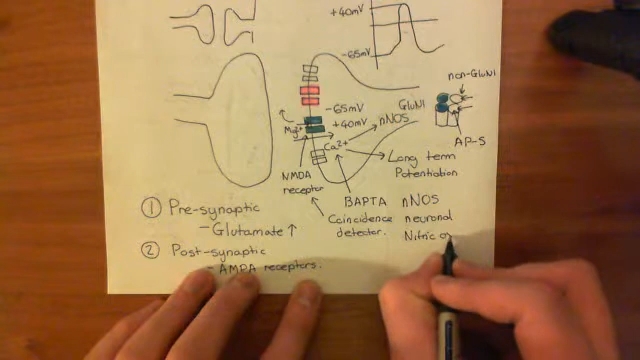 +40mV
-65mV
non-GluN1
GluN1
-65mV
+40mV
nNOS
Mg2+
Ca2+
AP-5
Long term
Potentiation
NMDA
receptor
BAPTA
nNOS
Coincidence
detector.
neuronal
Nitric o
1 Pre-synaptic
- Glutamate ↑
2 Post-synaptic
- AMPA receptors.